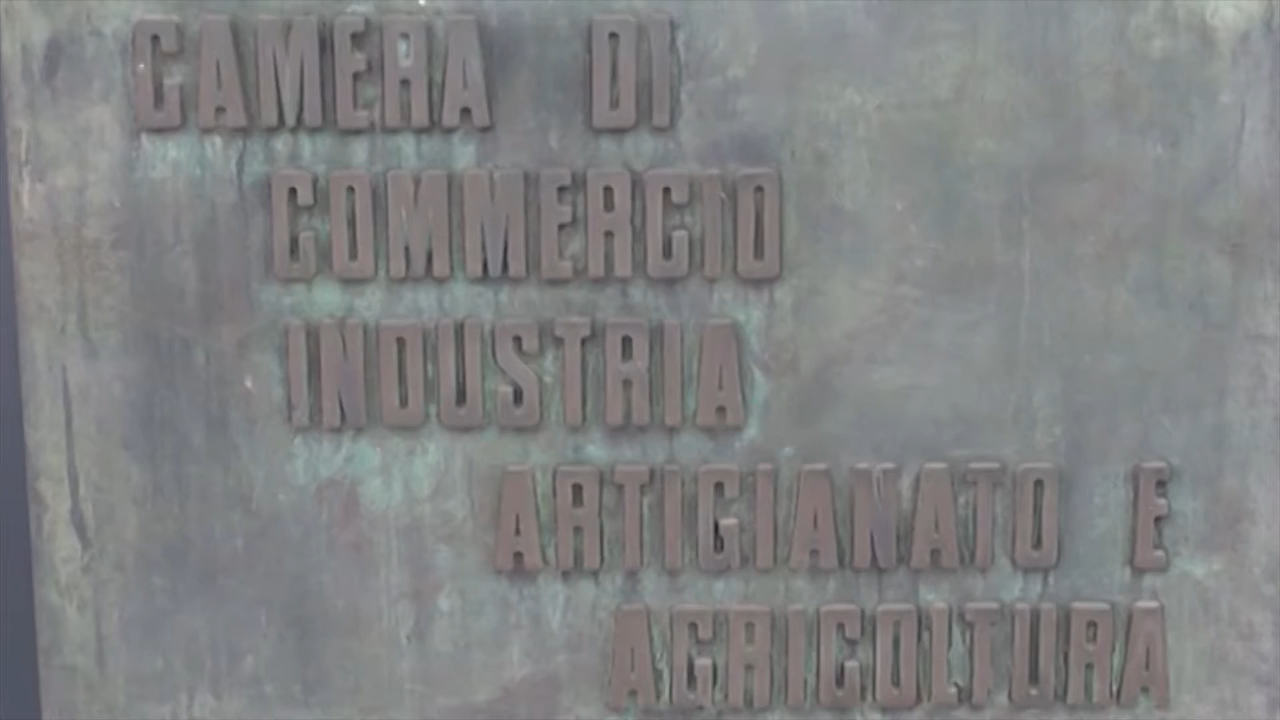 CAMERA DI
COMMERCIO
INDUSTRIA
ARTIGIANATO E
AGRICOLTURA